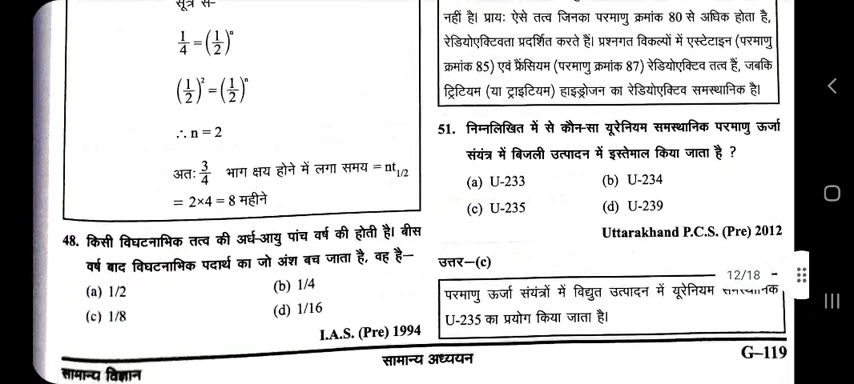 सूत्र से-
1/4 = (1/2)ⁿ
(1/2)² = (1/2)ⁿ
∴ n = 2
अतः 3/4 भाग क्षय होने में लगा समय = nt₁/₂
= 2×4 = 8 महीने
48. किसी विघटनाभिक तत्व की अर्ध-आयु पांच वर्ष की होती है। बीस
वर्ष बाद विघटनाभिक पदार्थ का जो अंश बच जाता है, वह है—
(a) 1/2 (b) 1/4
(c) 1/8 (d) 1/16
I.A.S. (Pre) 1994
नहीं है। प्रायः ऐसे तत्व जिनका परमाणु क्रमांक 80 से अधिक होता है,
रेडियोएक्टिवता प्रदर्शित करते हैं। प्रश्नगत विकल्पों में एस्टेटाइन (परमाणु
क्रमांक 85) एवं फ्रैंसियम (परमाणु क्रमांक 87) रेडियोएक्टिव तत्व हैं, जबकि
ट्रिटियम (या ट्राइटियम) हाइड्रोजन का रेडियोएक्टिव समस्थानिक है।
51. निम्नलिखित में से कौन-सा यूरेनियम समस्थानिक परमाणु ऊर्जा
संयंत्र में बिजली उत्पादन में इस्तेमाल किया जाता है ?
(a) U-233 (b) U-234
(c) U-235 (d) U-239
Uttarakhand P.C.S. (Pre) 2012
उत्तर—(c)
12/18
परमाणु ऊर्जा संयंत्रों में विद्युत उत्पादन में यूरेनियम समस्थानिक
U-235 का प्रयोग किया जाता है।
सामान्य विज्ञान
सामान्य अध्ययन
G–119